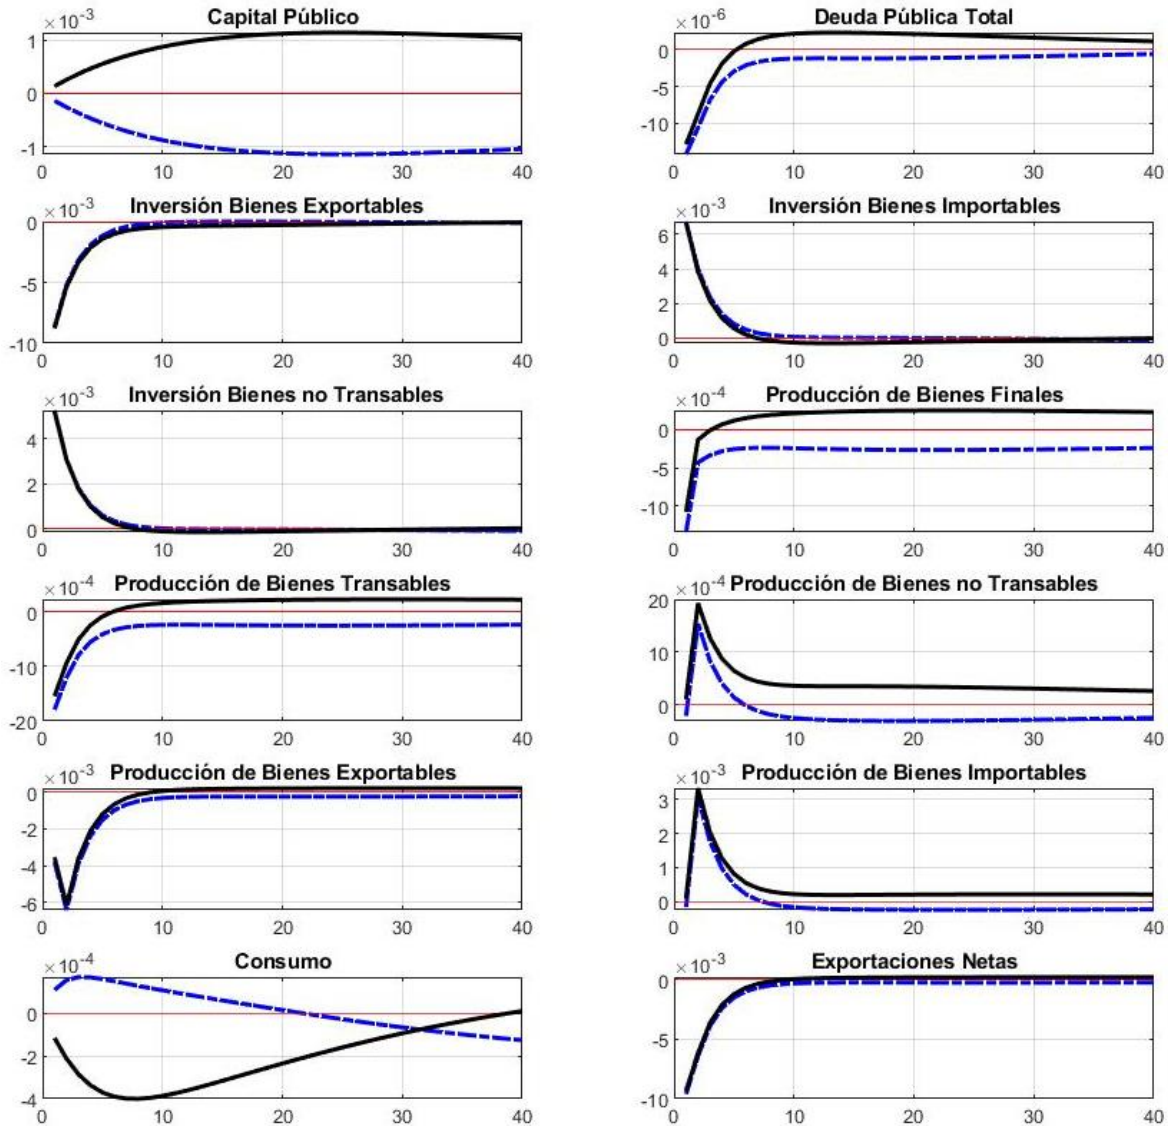 ×10⁻³ Capital Público
1
0
-1
0 10 20 30 40
×10⁻⁶ Deuda Pública Total
0
-5
-10
0 10 20 30 40
×10⁻³ Inversión Bienes Exportables
0
-5
-10
0 10 20 30 40
×10⁻³ Inversión Bienes Importables
6
4
2
0
0 10 20 30 40
×10⁻³ Inversión Bienes no Transables
4
2
0
0 10 20 30 40
×10⁻⁴ Producción de Bienes Finales
0
-5
-10
0 10 20 30 40
×10⁻⁴ Producción de Bienes Transables
0
-10
-20
0 10 20 30 40
×10⁻⁴ Producción de Bienes no Transables
20
10
0
0 10 20 30 40
×10⁻³ Producción de Bienes Exportables
0
-2
-4
-6
0 10 20 30 40
×10⁻³ Producción de Bienes Importables
3
2
1
0
0 10 20 30 40
×10⁻⁴ Consumo
0
-2
-4
0 10 20 30 40
×10⁻³ Exportaciones Netas
0
-5
-10
0 10 20 30 40